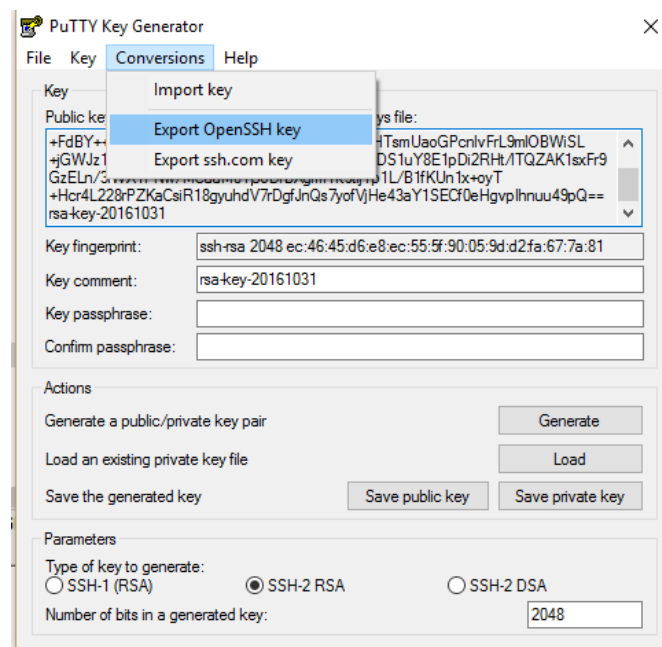 PuTTY Key Generator
File Key Conversions Help
Import key
Export OpenSSH key
Export ssh.com key
Key
Public ke ys file:
+FdBY++ HTsmUaoGPcnlvFrL9mlOBWiSL
+jGWJz1 DS1uY8E1pDi2RHt/ITQZAK1sxFr9
+Hcr4L228rPZKaCsiR18gyuhdV7rDgfJnQs7yofVjHe43aY1SECf0eHgvpIhnuu49pQ==
rsa-key-20161031
Key fingerprint: ssh-rsa 2048 ec:46:45:d6:e8:ec:55:5f:90:05:9d:d2:fa:67:7a:81
Key comment: rsa-key-20161031
Key passphrase:
Confirm passphrase:
Actions
Generate a public/private key pair Generate
Load an existing private key file Load
Save the generated key Save public key Save private key
Parameters
Type of key to generate:
SSH-1 (RSA) SSH-2 RSA SSH-2 DSA
Number of bits in a generated key: 2048